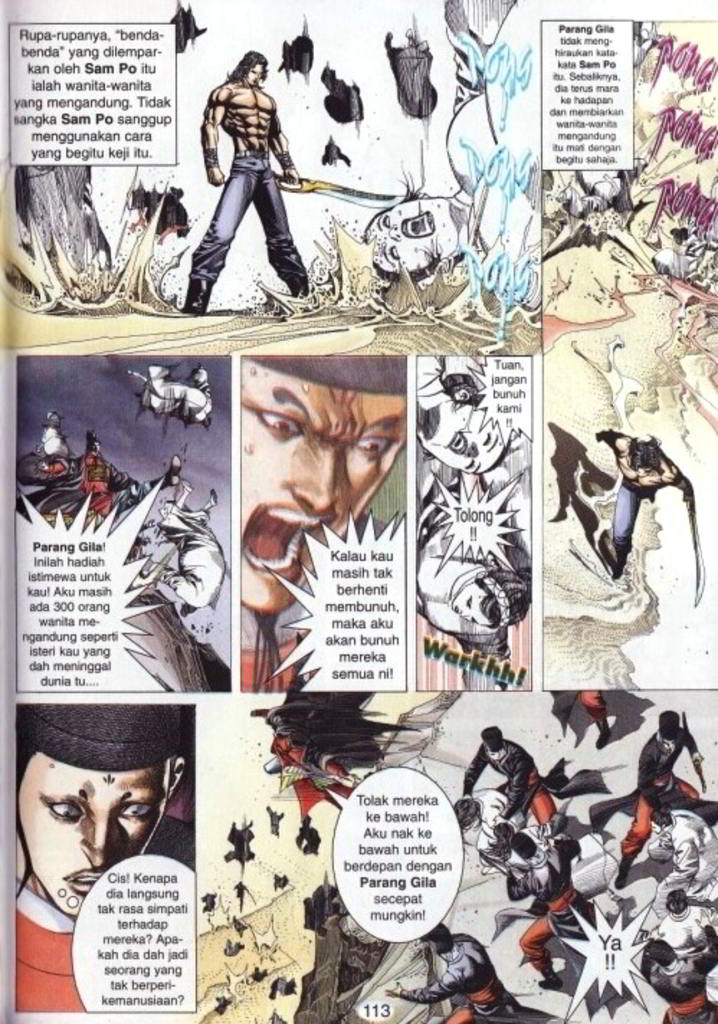 Rupa-rupanya, "benda-
benda" yang dilempar-
kan oleh Sam Po itu
ialah wanita-wanita
yang mengandung. Tidak
sangka Sam Po sanggup
menggunakan cara
yang begitu keji itu.
Parang Gila
tidak meng-
hiraukan kata-
kata Sam Po
itu. Sebaliknya,
dia terus mara
ke hadapan
dan membiarkan
wanita-wanita
mengandung
itu mati dengan
begitu sahaja.
Parang Gila!
Inilah hadiah
istimewa untuk
kau! Aku masih
ada 300 orang
wanita me-
ngandung seperti
isteri kau yang
dah meninggal
dunia tu....
Kalau kau
masih tak
berhenti
membunuh,
maka aku
akan bunuh
mereka
semua ni!
Tuan,
jangan
bunuh
kami
!!
Tolong
!!
Warkhh!
Cis! Kenapa
dia langsung
tak rasa simpati
terhadap
mereka? Apa-
kah dia dah jadi
seorang yang
tak berperi-
kemanusiaan?
Tolak mereka
ke bawah!
Aku nak ke
bawah untuk
berdepan dengan
Parang Gila
secepat
mungkin!
Ya
!!
113